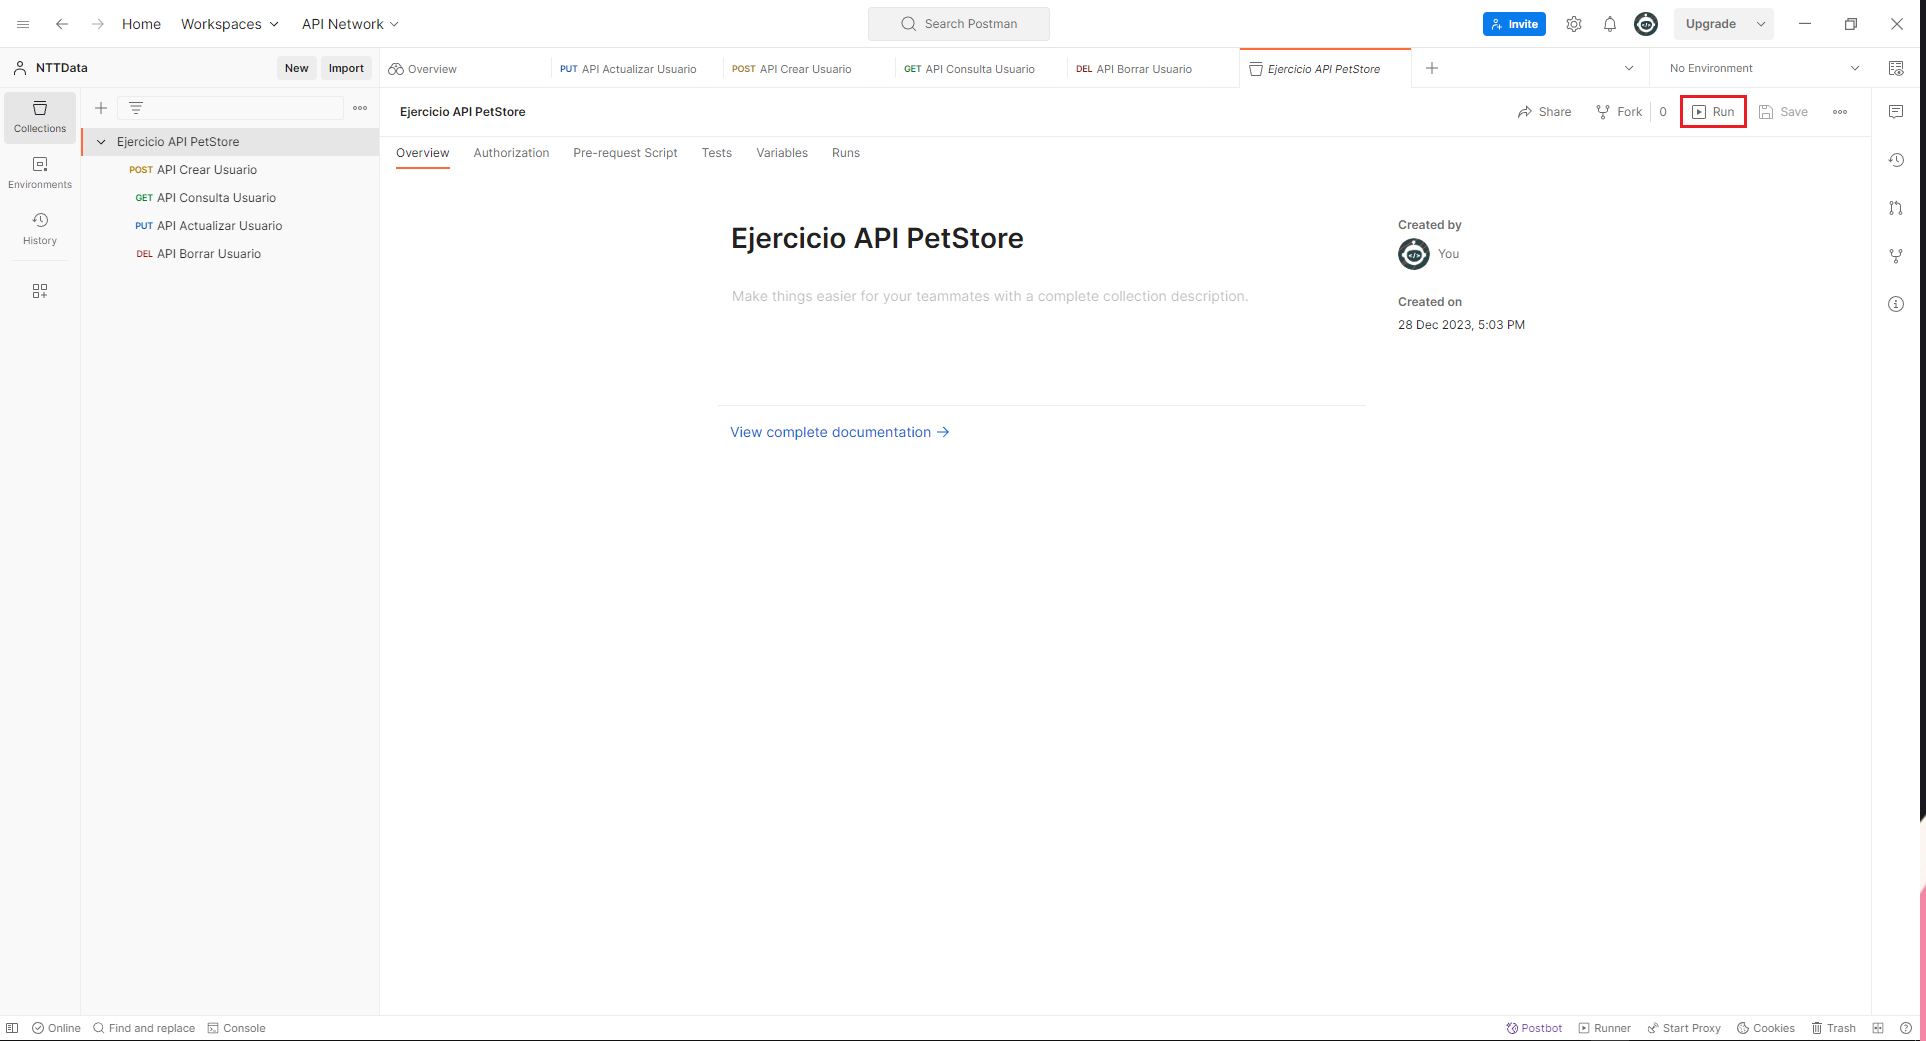 Home Workspaces API Network Search Postman Invite Upgrade
NTTData New Import Overview PUT API Actualizar Usuario POST API Crear Usuario GET API Consulta Usuario DEL API Borrar Usuario Ejercicio API PetStore No Environment
Collections
Environments
History
Ejercicio API PetStore
POST API Crear Usuario
GET API Consulta Usuario
PUT API Actualizar Usuario
DEL API Borrar Usuario
Ejercicio API PetStore Share Fork 0 Run Save
Overview Authorization Pre-request Script Tests Variables Runs
Ejercicio API PetStore
Make things easier for your teammates with a complete collection description.
View complete documentation →
Created by
You
Created on
28 Dec 2023, 5:03 PM
Online Find and replace Console Postbot Runner Start Proxy Cookies Trash